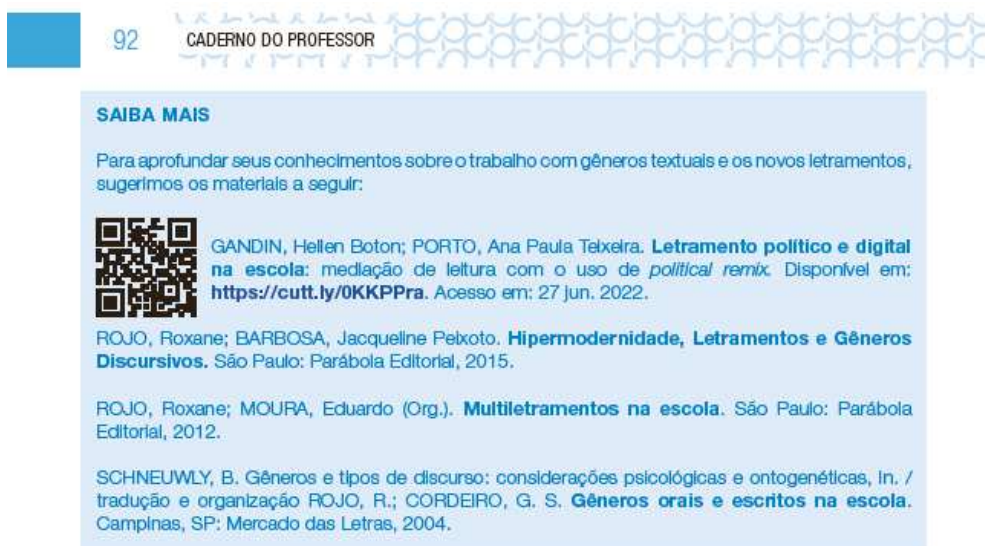 92 CADERNO DO PROFESSOR
SAIBA MAIS
Para aprofundar seus conhecimentos sobre o trabalho com gêneros textuais e os novos letramentos,
sugerimos os materiais a seguir:
GANDIN, Hellen Boton; PORTO, Ana Paula Teixeira. Letramento político e digital
na escola: mediação de leitura com o uso de political remix. Disponível em:
https://cutt.ly/0KKPPra. Acesso em: 27 jun. 2022.
ROJO, Roxane; BARBOSA, Jacqueline Peixoto. Hipermodernidade, Letramentos e Gêneros
Discursivos. São Paulo: Parábola Editorial, 2015.
ROJO, Roxane; MOURA, Eduardo (Org.). Multiletramentos na escola. São Paulo: Parábola
Editorial, 2012.
SCHNEUWLY, B. Gêneros e tipos de discurso: considerações psicológicas e ontogenéticas, In. /
tradução e organização ROJO, R.; CORDEIRO, G. S. Gêneros orais e escritos na escola.
Campinas, SP: Mercado das Letras, 2004.